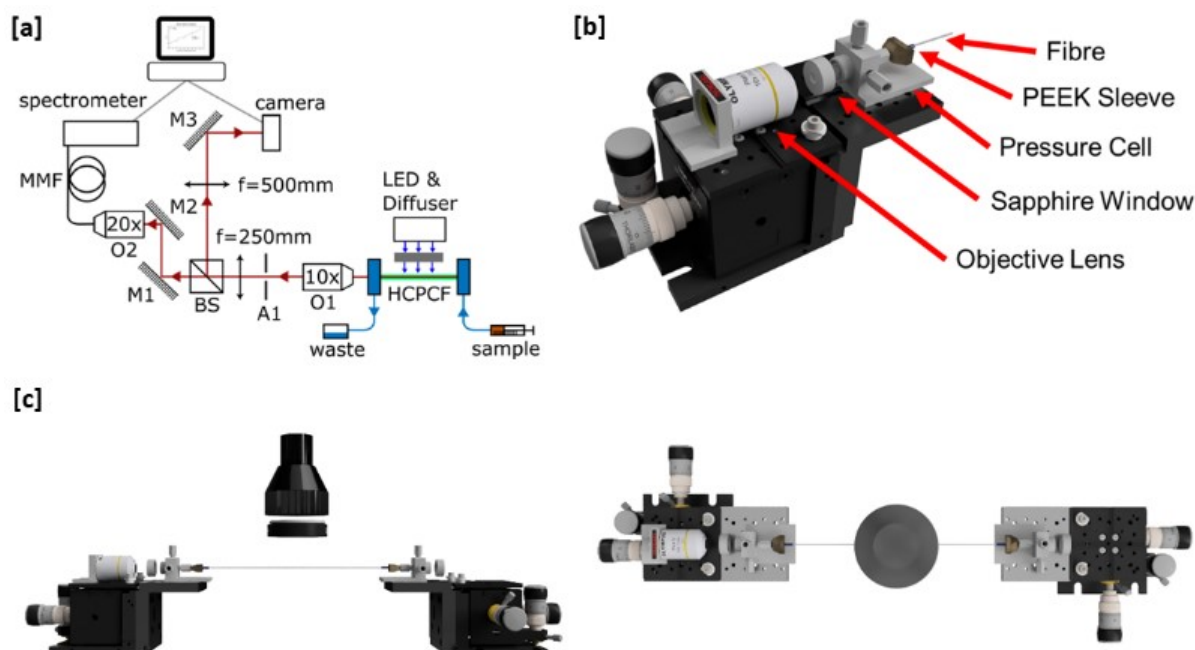 [a]
spectrometer
camera
M3
MMF
f=500mm
LED &
Diffuser
M2
20x
O2
f=250mm
M1
BS
A1
10x
O1
HCPCF
waste
sample
[b]
Fibre
PEEK Sleeve
Pressure Cell
Sapphire Window
Objective Lens
[c]